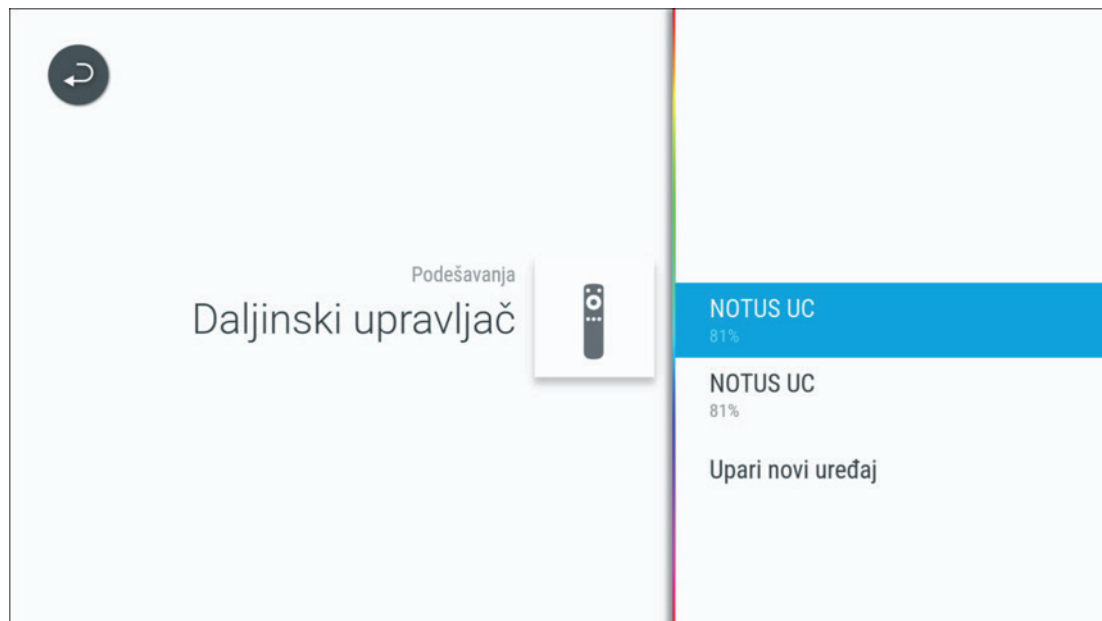 Podešavanja
Daljinski upravljač
NOTUS UC
81%
NOTUS UC
81%
Upari novi uređaj